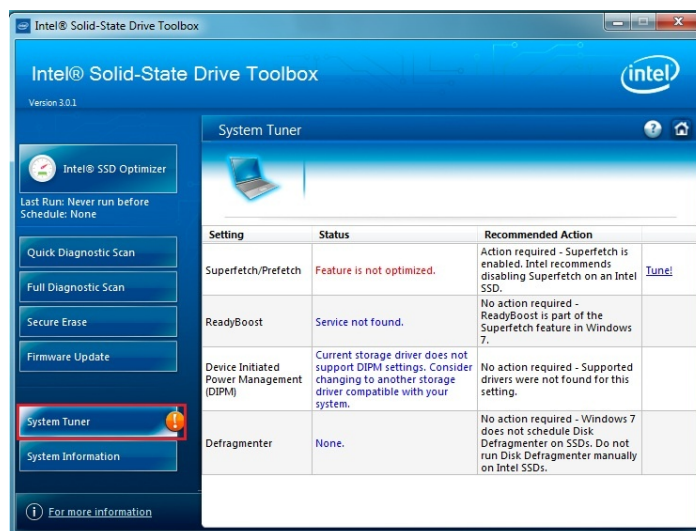 Intel® Solid-State Drive Toolbox
Intel® Solid-State Drive Toolbox
Version 3.0.1
intel
System Tuner
?
Intel® SSD Optimizer
Last Run: Never run before
Schedule: None
Quick Diagnostic Scan
Full Diagnostic Scan
Secure Erase
Firmware Update
System Tuner
!
System Information
i For more information
Setting Status Recommended Action
Superfetch/Prefetch Feature is not optimized.
Action required - Superfetch is
enabled. Intel recommends
disabling Superfetch on an Intel
SSD.
Tune!
ReadyBoost Service not found.
No action required -
ReadyBoost is part of the
Superfetch feature in Windows
7.
Device Initiated
Power Management
(DIPM)
Current storage driver does not
support DIPM settings. Consider
changing to another storage
driver compatible with your
system.
No action required - Supported
drivers were not found for this
setting.
Defragmenter None.
No action required - Windows 7
does not schedule Disk
Defragmenter on SSDs. Do not
run Disk Defragmenter manually
on Intel SSDs.